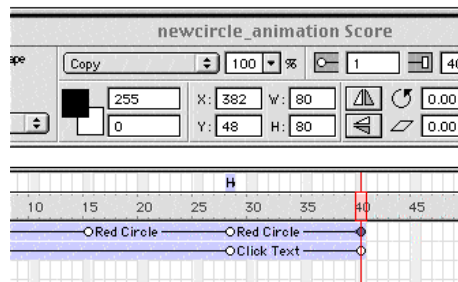 newcircle_animation Score
ape Copy 100 % 1 40
255 X: 382 W: 80 0.00
0 Y: 48 H: 80 0.00
H
10 15 20 25 30 35 40 45
Red Circle Red Circle
Click Text